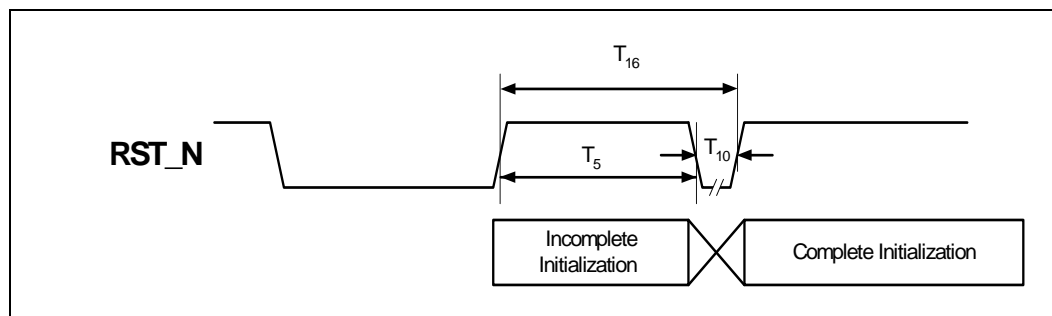 T16
RST_N
T5
T10
Incomplete
Initialization
Complete Initialization